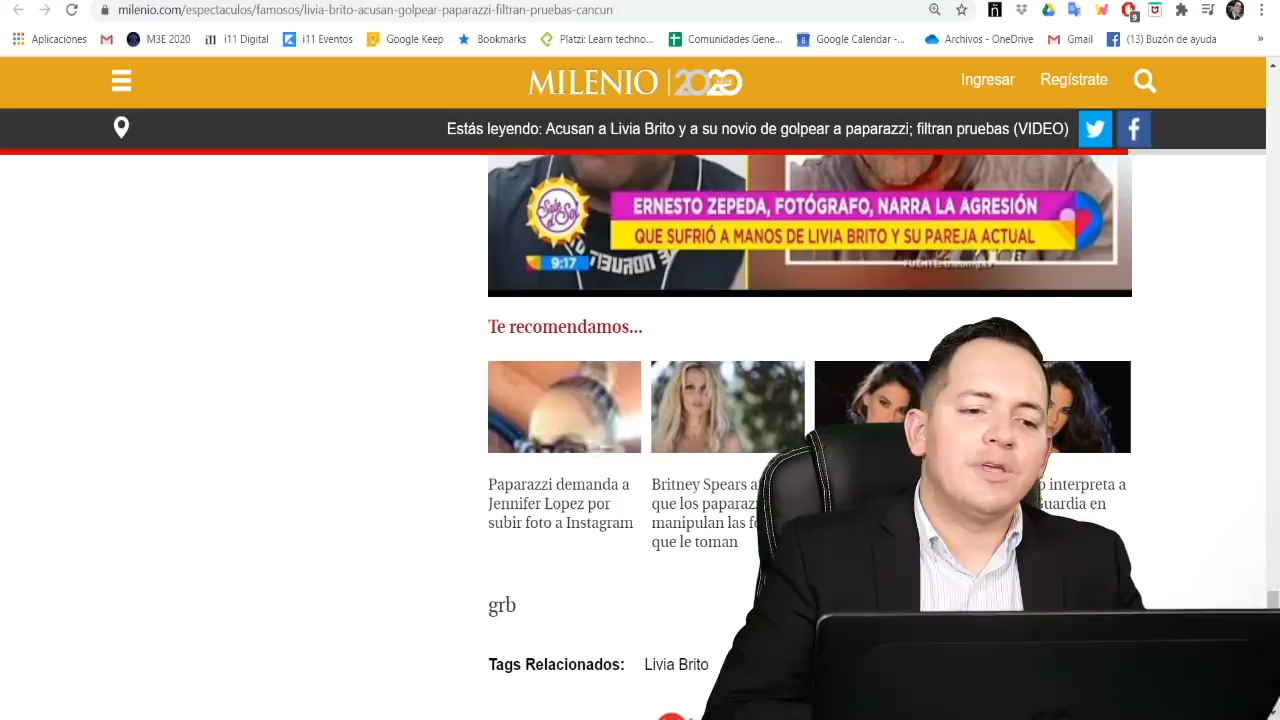 milenio.com/espectaculos/famosos/livia-brito-acusan-golpear-paparazzi-filtran-pruebas-cancun
Aplicaciones M3E 2020 i11 Digital i11 Eventos Google Keep Bookmarks Platzi: Learn techno... Comunidades Gene... Google Calendar -... Archivos - OneDrive Gmail (13) Buzón de ayuda »
MILENIO 2020
Ingresar Regístrate
Estás leyendo: Acusan a Livia Brito y a su novio de golpear a paparazzi; filtran pruebas (VIDEO)
Sale el Sol
ERNESTO ZEPEDA, FOTÓGRAFO, NARRA LA AGRESIÓN
QUE SUFRIÓ A MANOS DE LIVIA BRITO Y SU PAREJA ACTUAL
9:17
Te recomendamos...
Paparazzi demanda a
Jennifer Lopez por
subir foto a Instagram
Britney Spears a
que los paparaz
manipulan las f
que le toman
interpreta a
Guardia en
grb
Tags Relacionados: Livia Brito